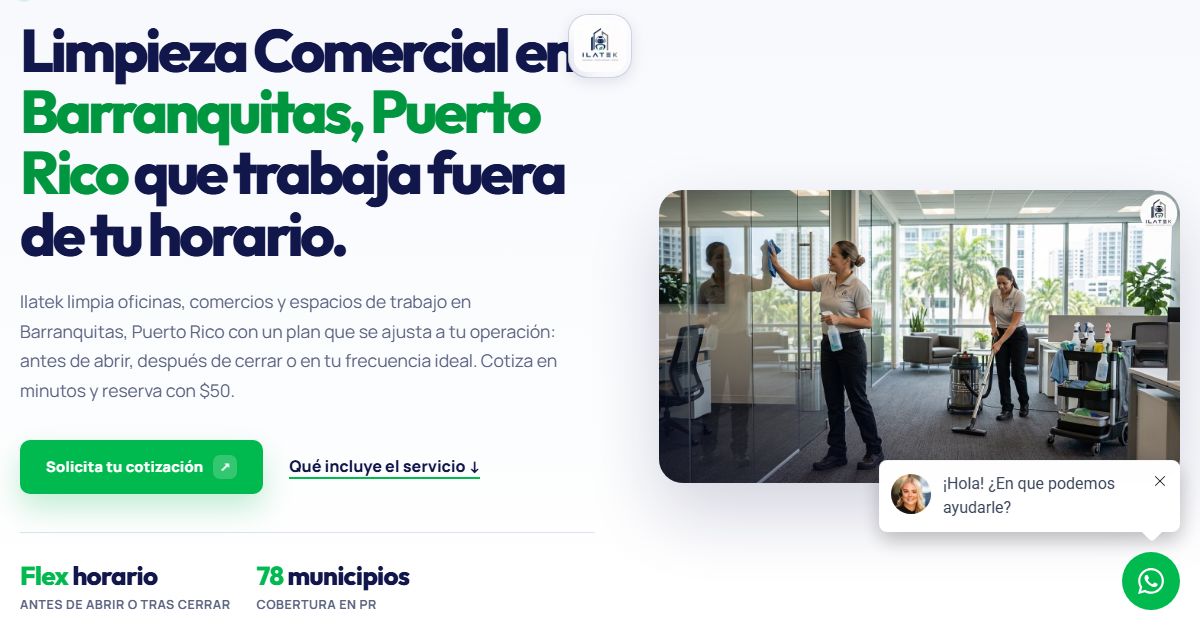 Limpieza Comercial en
ILATEK
Barranquitas, Puerto
Rico que trabaja fuera
de tu horario.
Ilatek limpia oficinas, comercios y espacios de trabajo en
Barranquitas, Puerto Rico con un plan que se ajusta a tu operación:
antes de abrir, después de cerrar o en tu frecuencia ideal. Cotiza en
minutos y reserva con $50.
Solicita tu cotización ↗
Qué incluye el servicio ↓
ILATEK
¡Hola! ¿En que podemos
ayudarle?
Flex horario
ANTES DE ABRIR O TRAS CERRAR
78 municipios
COBERTURA EN PR